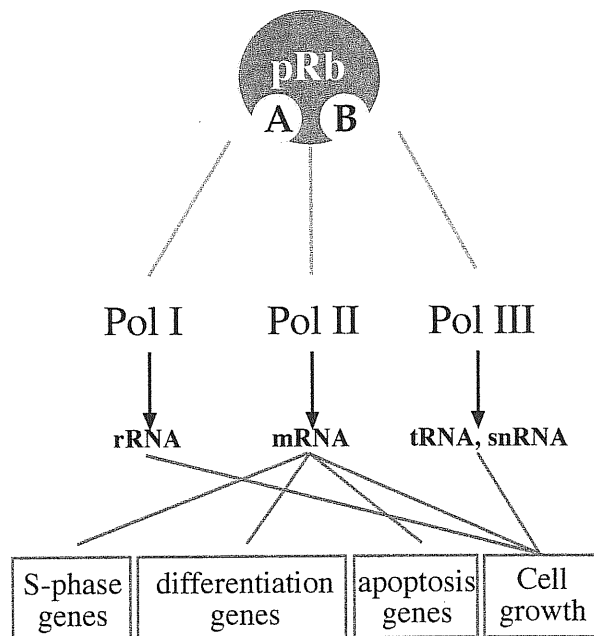 pRb
A B
Pol I Pol II Pol III
rRNA mRNA tRNA, snRNA
S-phase differentiation apoptosis Cell
genes genes genes growth